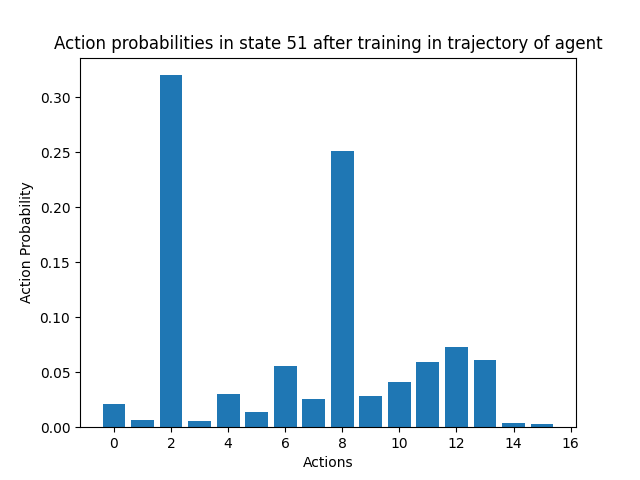 Action probabilities in state 51 after training in trajectory of agent
0.30
0.25
0.20
0.15
0.10
0.05
0.00
Action Probability
0 2 4 6 8 10 12 14 16
Actions